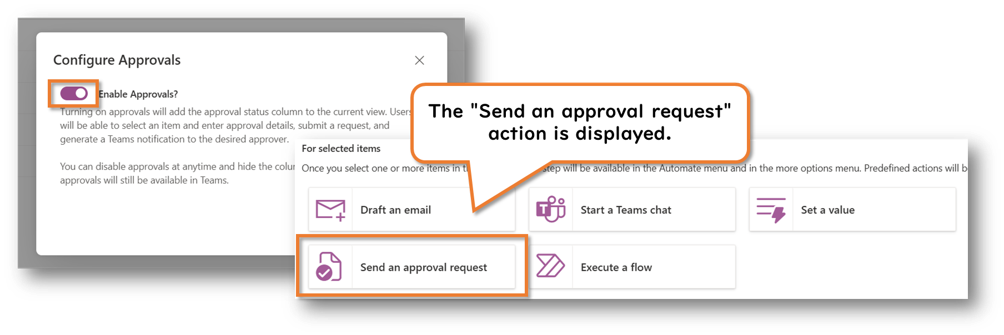 Configure Approvals
Enable Approvals?
Turning on approvals will add the approval status column to the current view. Users
will be able to select an item and enter approval details, submit a request, and
generate a Teams notification to the desired approver.
You can disable approvals at anytime and hide the
approvals will still be available in Teams.
The "Send an approval request"
action is displayed.
For selected items
Once you select one or more items in step will be available in the Automate menu and in the more options menu. Predefined actions will be
Draft an email
Start a Teams chat
Set a value
Send an approval request
Execute a flow